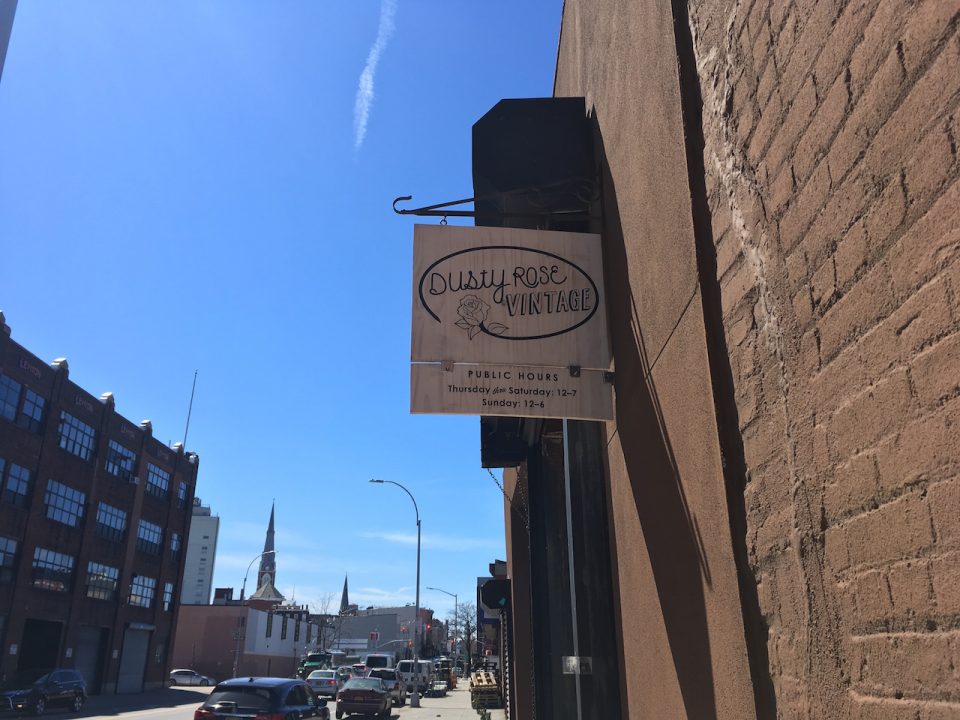 Dusty ROSE
VINTAGE
PUBLIC HOURS
Thursday thru Saturday: 12–7
Sunday: 12–6